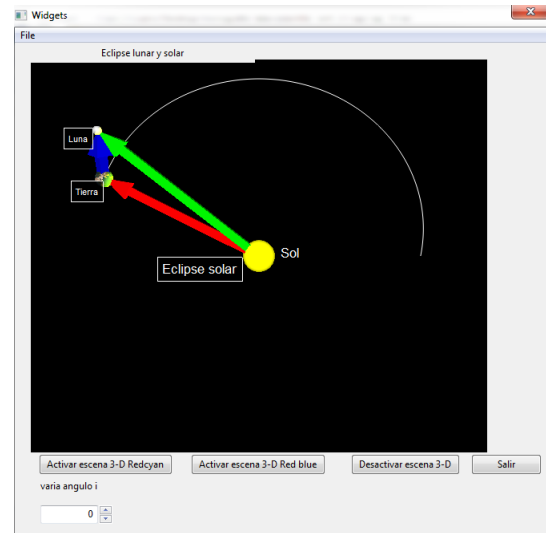 Widgets
File
Eclipse lunar y solar
Luna
Tierra
Sol
Eclipse solar
Activar escena 3-D Redcyan
Activar escena 3-D Red blue
Desactivar escena 3-D
Salir
varia angulo i
0